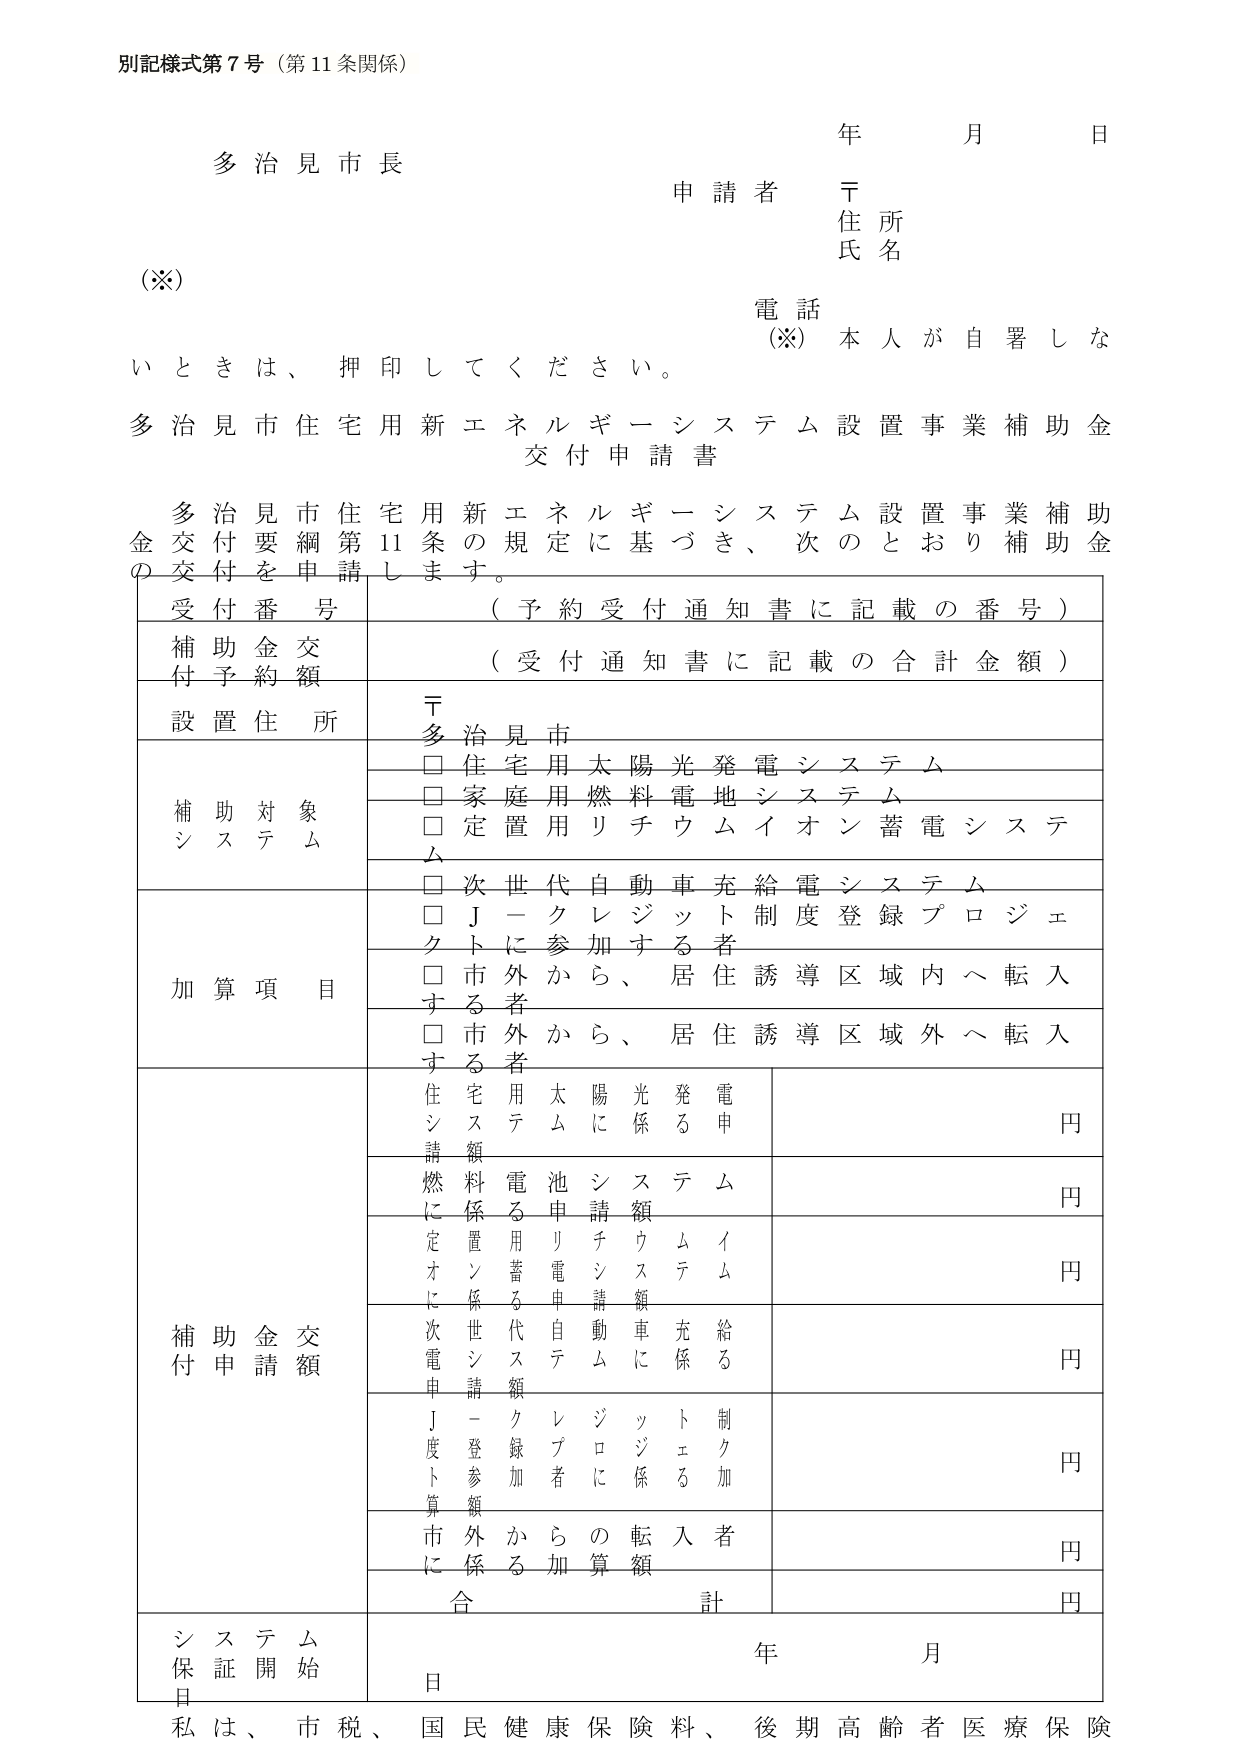 別記様式第7号（第11条関係）
年　月　日
多治見市長
申請者　〒
住所
氏名
（※）
電話
（※）本人が自署しな
いときは、押印してください。
多治見市住宅用新エネルギーシステム設置事業補助金
交付申請書
多治見市住宅用新エネルギーシステム設置事業補助
金交付要綱第11条の規定に基づき、次のとおり補助金
の交付を申請します。
受付番号
（予約受付通知書に記載の番号）
補助金交
付予約額
（受付通知書に記載の合計金額）
設置住所
〒
多治見市
補助対象
システム
□住宅用太陽光発電システム
□家庭用燃料電地システム
□定置用リチウムイオン蓄電システ
ム
□次世代自動車充給電システム
加算項目
□J－クレジット制度登録プロジェ
クトに参加する者
□市外から、居住誘導区域内へ転入
する者
□市外から、居住誘導区域外へ転入
する者
補助金交
付申請額
住宅用太陽光発電
システムに係る申
請額
円
燃料電池システム
に係る申請額
円
定置用リチウムイ
オン蓄電システム
に係る申請額
円
次世代自動車充給
電システムに係る
申請額
円
J－クレジット制
度登録プロジェク
ト参加者に係る加
算額
円
市外からの転入者
に係る加算額
円
合計
円
システム
保証開始
日
年　月
日
私は、市税、国民健康保険料、後期高齢者医療保険